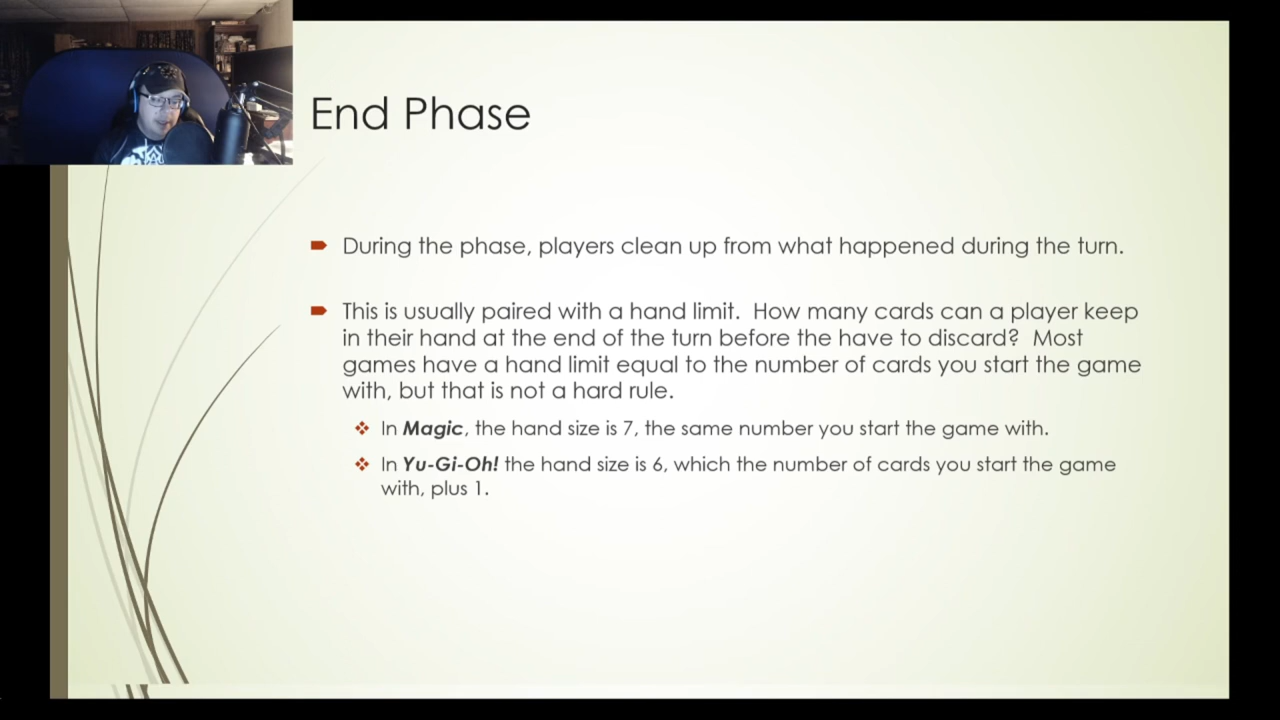 End Phase
During the phase, players clean up from what happened during the turn.
This is usually paired with a hand limit.  How many cards can a player keep
in their hand at the end of the turn before the have to discard?  Most
games have a hand limit equal to the number of cards you start the game
with, but that is not a hard rule.
In Magic, the hand size is 7, the same number you start the game with.
In Yu-Gi-Oh! the hand size is 6, which the number of cards you start the game
with, plus 1.